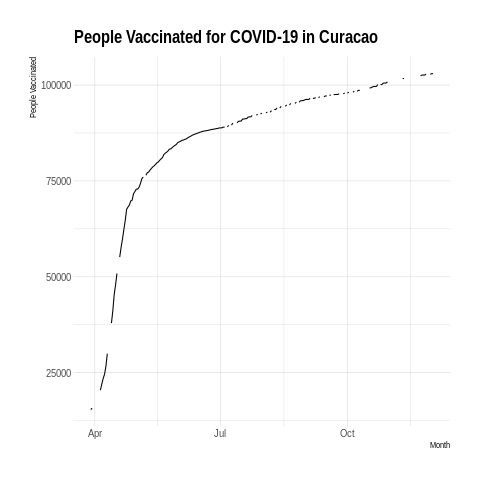 People Vaccinated for COVID-19 in Curacao
People Vaccinated
100000
75000
50000
25000
Apr Jul Oct
Month